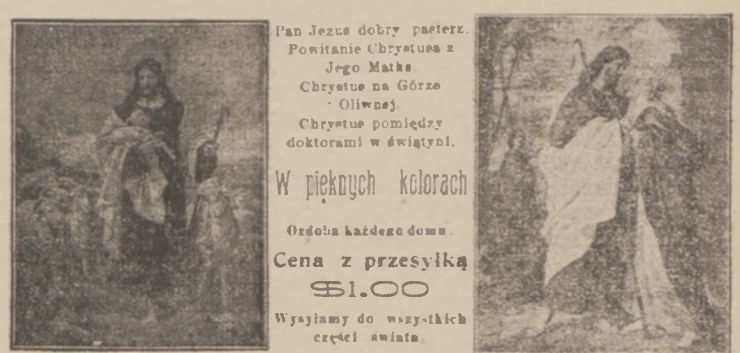 Pan Jezus dobry pasterz.
Powitanie Chrystusa z
Jego Matką
Chrystus na Górze
Oliwnej
Chrystus pomiędzy
doktorami w świątyni.
W pięknych kolorach
Ozdoba każdego domu.
Cena z przesyłką
$1.00
Wysyłamy do wszystkich
części świata